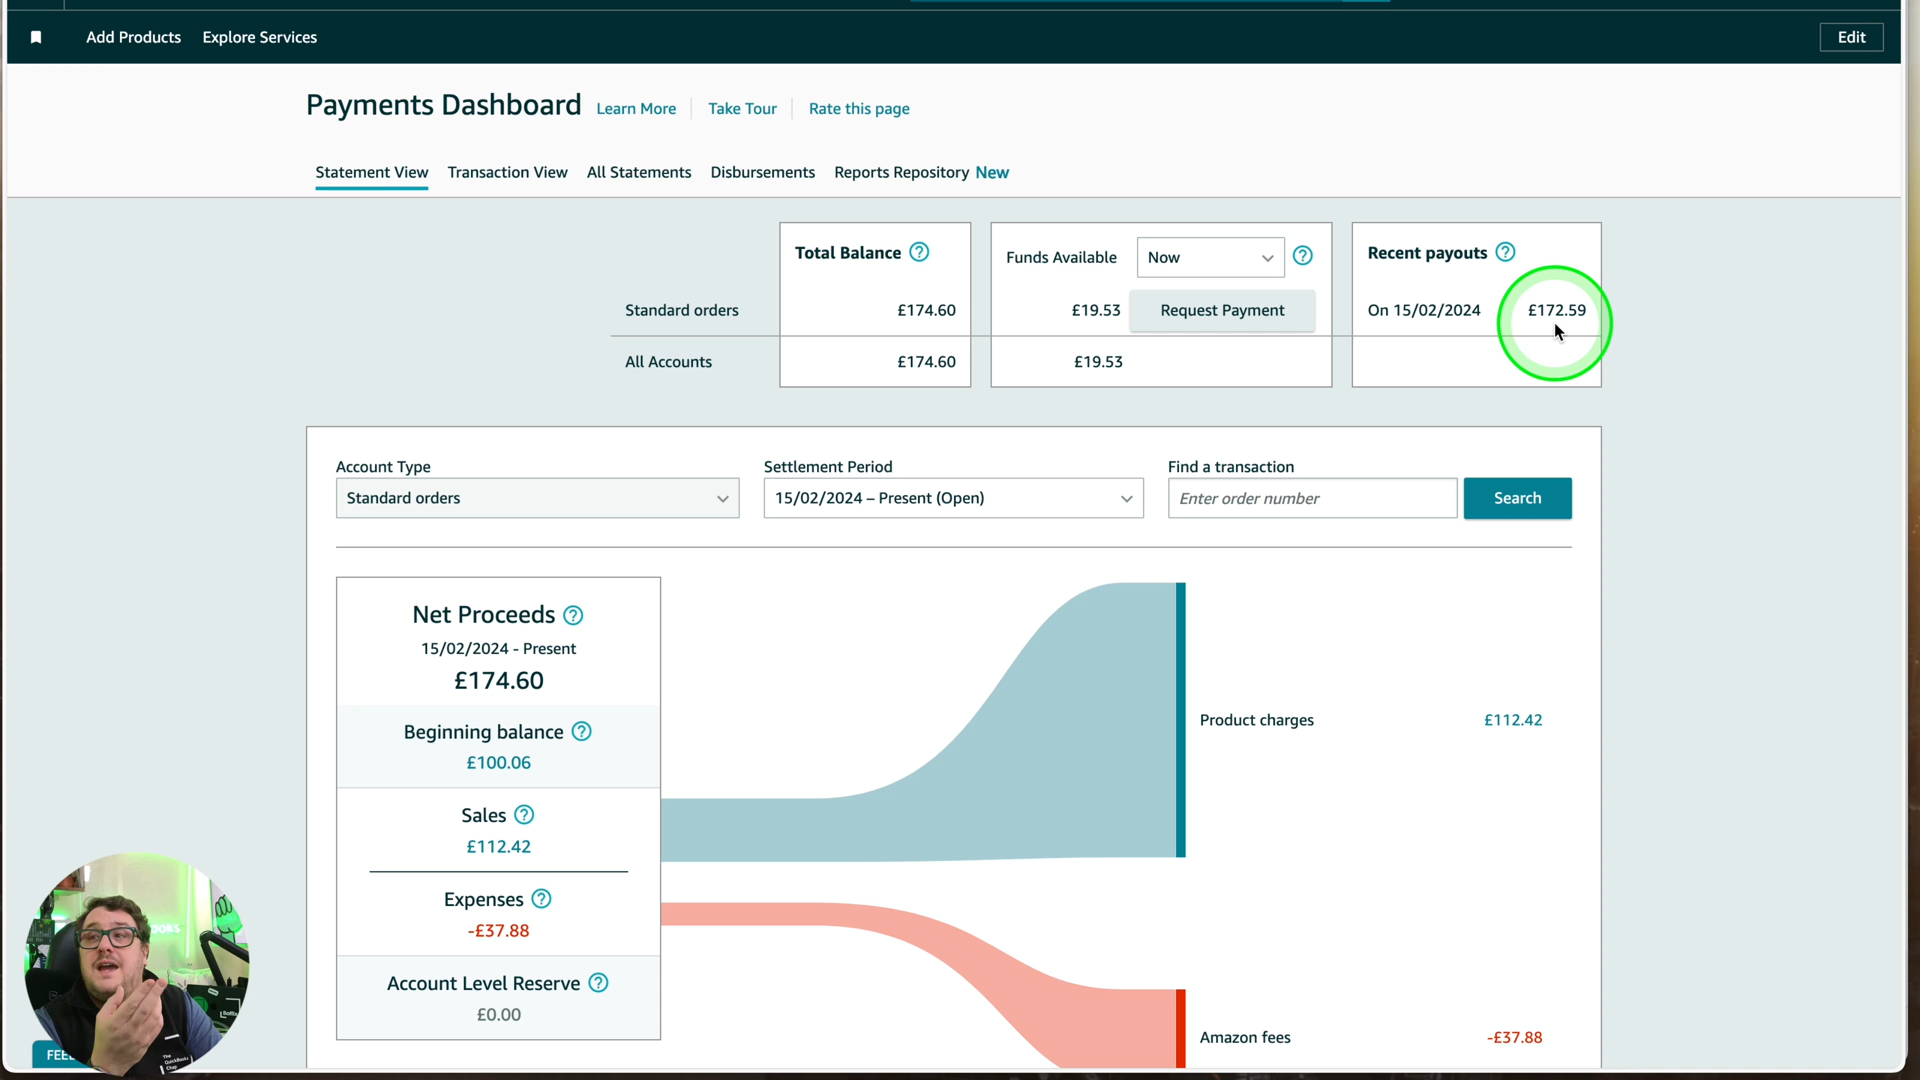 Add Products Explore Services Edit
Payments Dashboard Learn More Take Tour Rate this page
Statement View Transaction View All Statements Disbursements Reports Repository New
Total Balance ? Funds Available Now ? Recent payouts ?
Standard orders £174.60 £19.53 Request Payment On 15/02/2024 £172.59
All Accounts £174.60 £19.53
Account Type Settlement Period Find a transaction
Standard orders 15/02/2024 – Present (Open) Enter order number Search
Net Proceeds ?
15/02/2024 - Present
£174.60
Beginning balance ?
£100.06
Product charges £112.42
Sales ?
£112.42
Expenses ?
-£37.88
Account Level Reserve ?
£0.00
Amazon fees -£37.88
The
QuickBooks
Chap